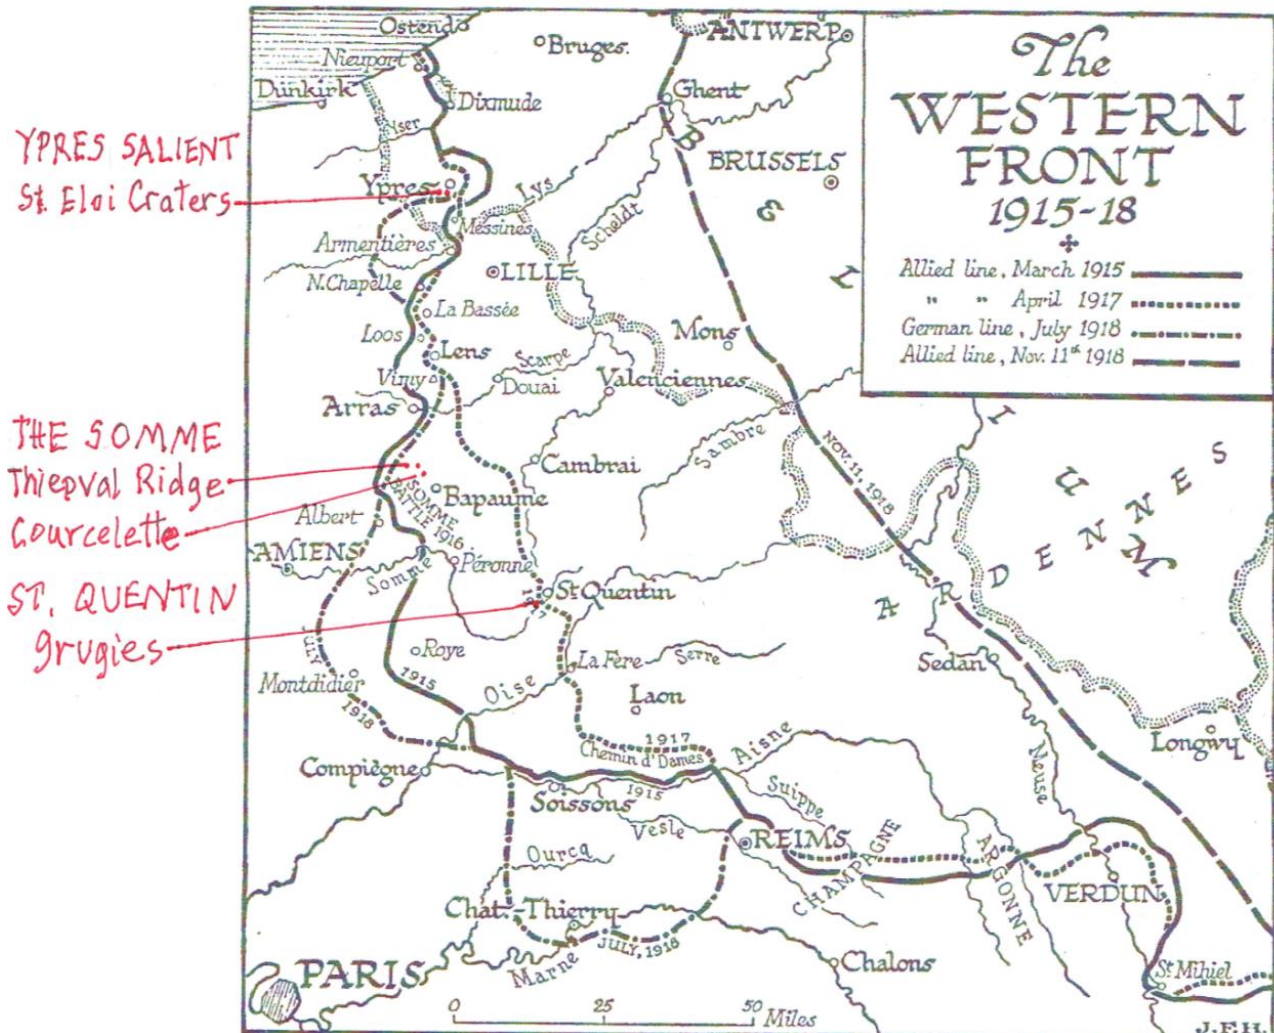 The
WESTERN
FRONT
1915-18
Allied line, March 1915
" " April 1917
German line, July 1918
Allied line, Nov. 11th 1918
YPRES SALIENT
St. Eloi Craters
THE SOMME
Thiepval Ridge
Courcelette
ST. QUENTIN
Grugies
Ostend
Bruges
ANTWERP
Nieuport
Dunkirk
Dixmude
Ghent
Yser
BRUSSELS
Ypres
Lys
Scheldt
Messines
Armentières
LILLE
N. Chapelle
La Bassée
Loos
Mons
Lens
Scarpe
Vimy
Douai
Valenciennes
Arras
Sambre
NOV. 11, 1918
Cambrai
SOMME
BATTLE 1916
Bapaume
Albert
AMIENS
Somme
Péronne
St Quentin
1917
BELGIUM
ARDENNES
JULY
1918
Roye
1915
Montdidier
Oise
La Fère
Serre
Laon
Sedan
Meuse
Longwy
1917
Chemin d' Dames
Aisne
Compiègne
Soissons
1915
Suippe
Vesle
REIMS
CHAMPAGNE
ARGONNE
VERDUN
Ourcq
Chat.-Thierry
JULY, 1918
Marne
Chalons
St Mihiel
PARIS
0 25 50 Miles
J.F.H.